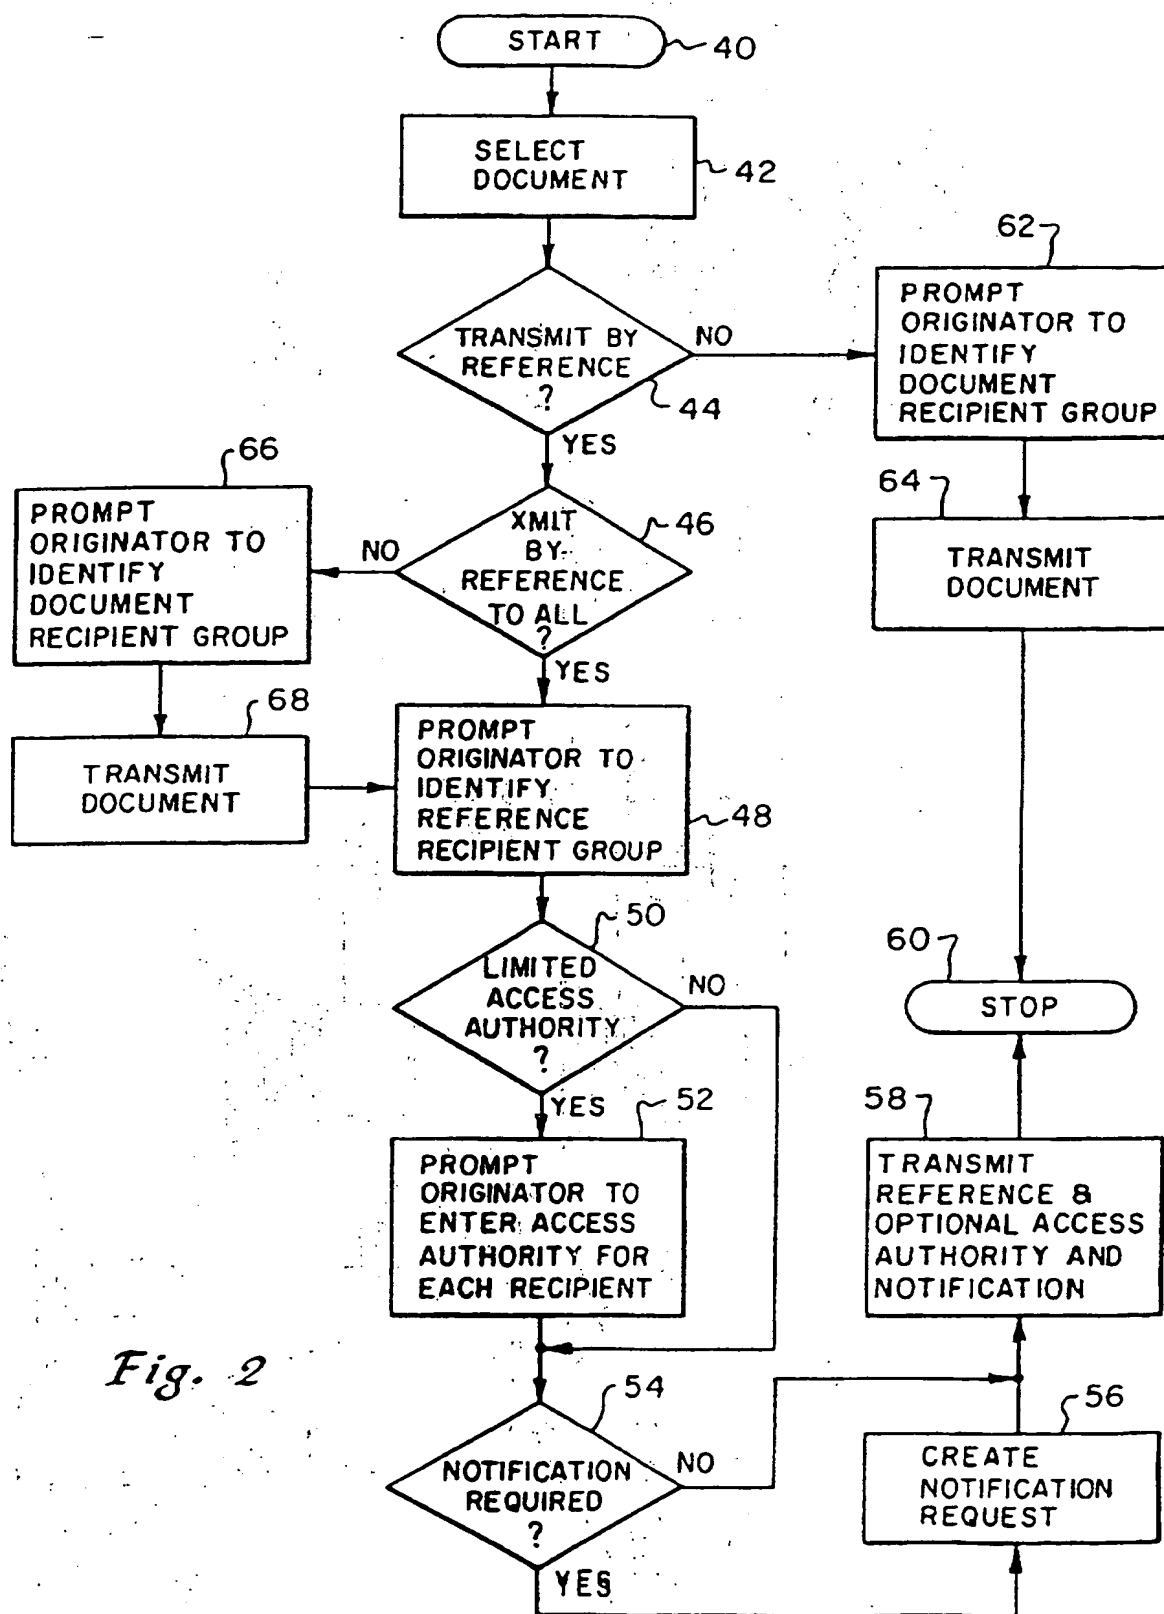 START
40
SELECT
DOCUMENT
42
TRANSMIT BY
REFERENCE
?
44
NO
YES
62
PROMPT
ORIGINATOR TO
IDENTIFY
DOCUMENT
RECIPIENT GROUP
64
TRANSMIT
DOCUMENT
XMIT
BY-
REFERENCE
TO ALL
?
46
NO
YES
66
PROMPT
ORIGINATOR TO
IDENTIFY
DOCUMENT
RECIPIENT GROUP
68
TRANSMIT
DOCUMENT
PROMPT
ORIGINATOR TO
IDENTIFY
REFERENCE
RECIPIENT GROUP
48
50
LIMITED
ACCESS
AUTHORITY
?
NO
YES
52
PROMPT
ORIGINATOR TO
ENTER ACCESS
AUTHORITY FOR
EACH RECIPIENT
60
STOP
58
TRANSMIT
REFERENCE &
OPTIONAL ACCESS
AUTHORITY AND
NOTIFICATION
54
NOTIFICATION
REQUIRED
?
NO
YES
56
CREATE
NOTIFICATION
REQUEST
Fig. 2